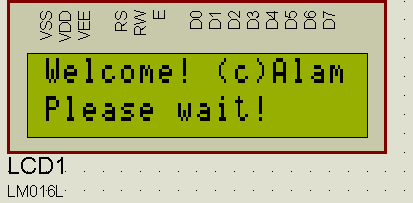 VSS VDD VEE RS RW E D0 D1 D2 D3 D4 D5 D6 D7
Welcome! (c)Alam
Please wait!
LCD1
LM016L